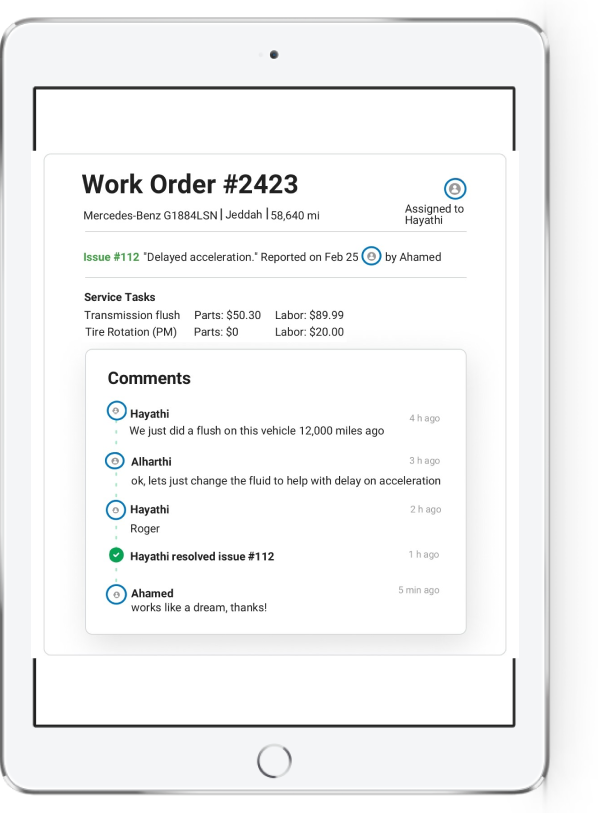 Work Order #2423
Mercedes-Benz G1884LSN | Jeddah | 58,640 mi
Assigned to
Hayathi
Issue #112 "Delayed acceleration." Reported on Feb 25 by Ahamed
Service Tasks
Transmission flush Parts: $50.30 Labor: $89.99
Tire Rotation (PM) Parts: $0 Labor: $20.00
Comments
Hayathi 4 h ago
We just did a flush on this vehicle 12,000 miles ago
Alharthi 3 h ago
ok, lets just change the fluid to help with delay on acceleration
Hayathi 2 h ago
Roger
Hayathi resolved issue #112 1 h ago
Ahamed 5 min ago
works like a dream, thanks!